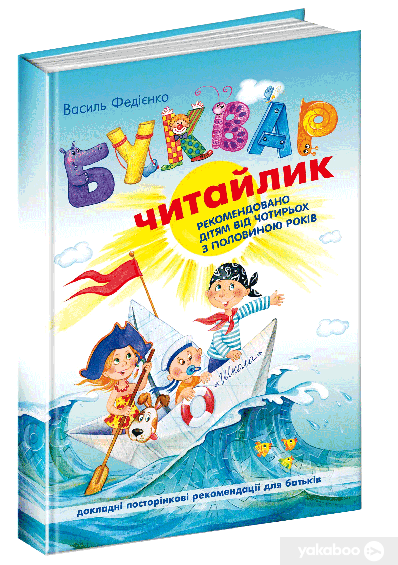 Василь Федієнко
БУКВАР
читайлик
РЕКОМЕНДОВАНО
ДІТЯМ ВІД ЧОТИРЬОХ
З ПОЛОВИНОЮ РОКІВ
«Школа»
докладні посторінкові рекомендації для батьків
yakaboo